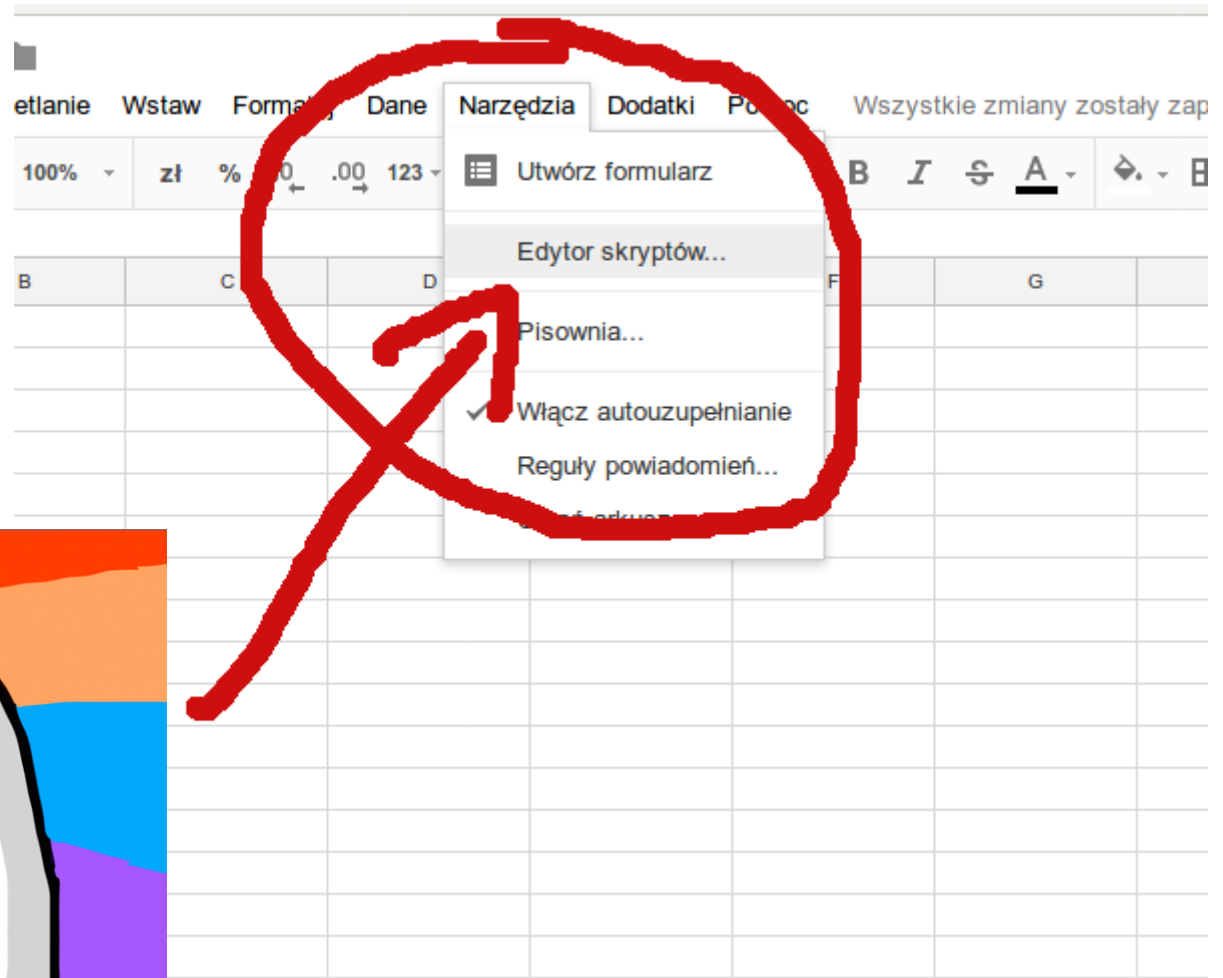 etlanie Wstaw Dane Narzędzia Dodatki Wszystkie zmiany zostały zap
100% zł % .00 123 B I S A
Utwórz formularz
Edytor skryptów...
B C D F G
Pisownia...
Włącz autouzupełnianie
Reguły powiadomień...